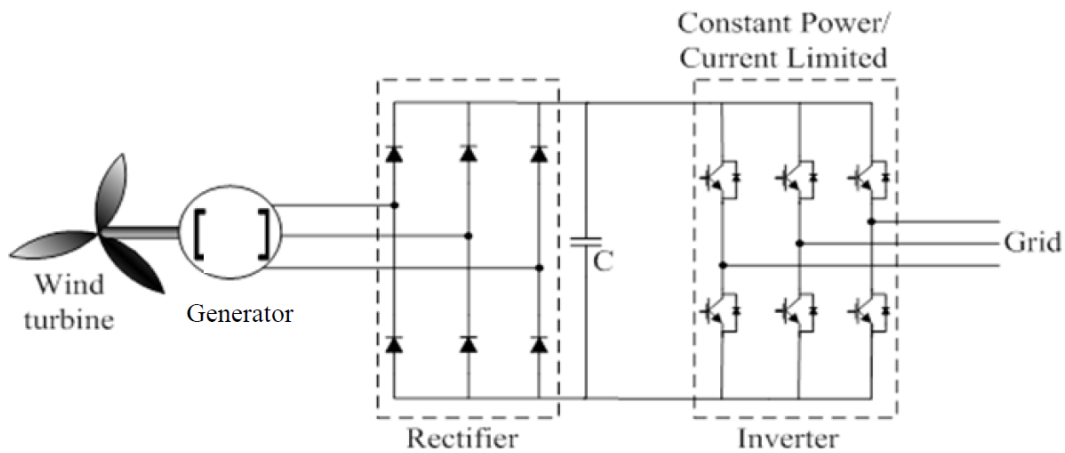 Constant Power/
Current Limited
Wind
turbine
[ ]
Generator
C
Grid
Rectifier
Inverter